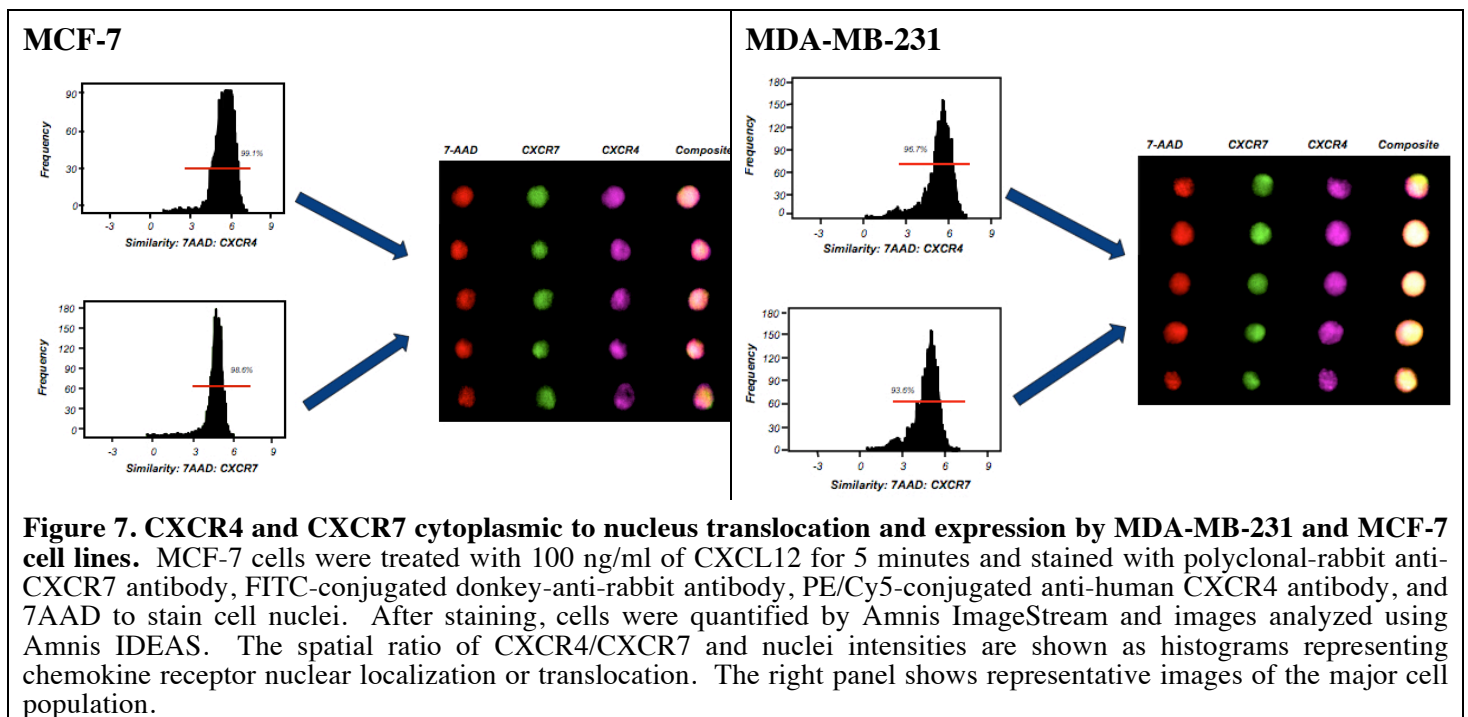 MCF-7
90
60
30
0
Frequency
99.1%
-3 0 3 6 9
Similarity: 7AAD: CXCR4
180
150
120
90
60
30
0
Frequency
98.6%
-3 0 3 6 9
Similarity: 7AAD: CXCR7
7-AAD CXCR7 CXCR4 Composite
MDA-MB-231
180
150
120
90
60
30
0
Frequency
96.7%
-3 0 3 6 9
Similarity: 7AAD: CXCR4
180
150
120
90
60
30
0
Frequency
93.6%
-3 0 3 6 9
Similarity: 7AAD: CXCR7
7-AAD CXCR7 CXCR4 Composite
Figure 7. CXCR4 and CXCR7 cytoplasmic to nucleus translocation and expression by MDA-MB-231 and MCF-7
cell lines. MCF-7 cells were treated with 100 ng/ml of CXCL12 for 5 minutes and stained with polyclonal-rabbit anti-
CXCR7 antibody, FITC-conjugated donkey-anti-rabbit antibody, PE/Cy5-conjugated anti-human CXCR4 antibody, and
7AAD to stain cell nuclei. After staining, cells were quantified by Amnis ImageStream and images analyzed using
Amnis IDEAS. The spatial ratio of CXCR4/CXCR7 and nuclei intensities are shown as histograms representing
chemokine receptor nuclear localization or translocation. The right panel shows representative images of the major cell
population.